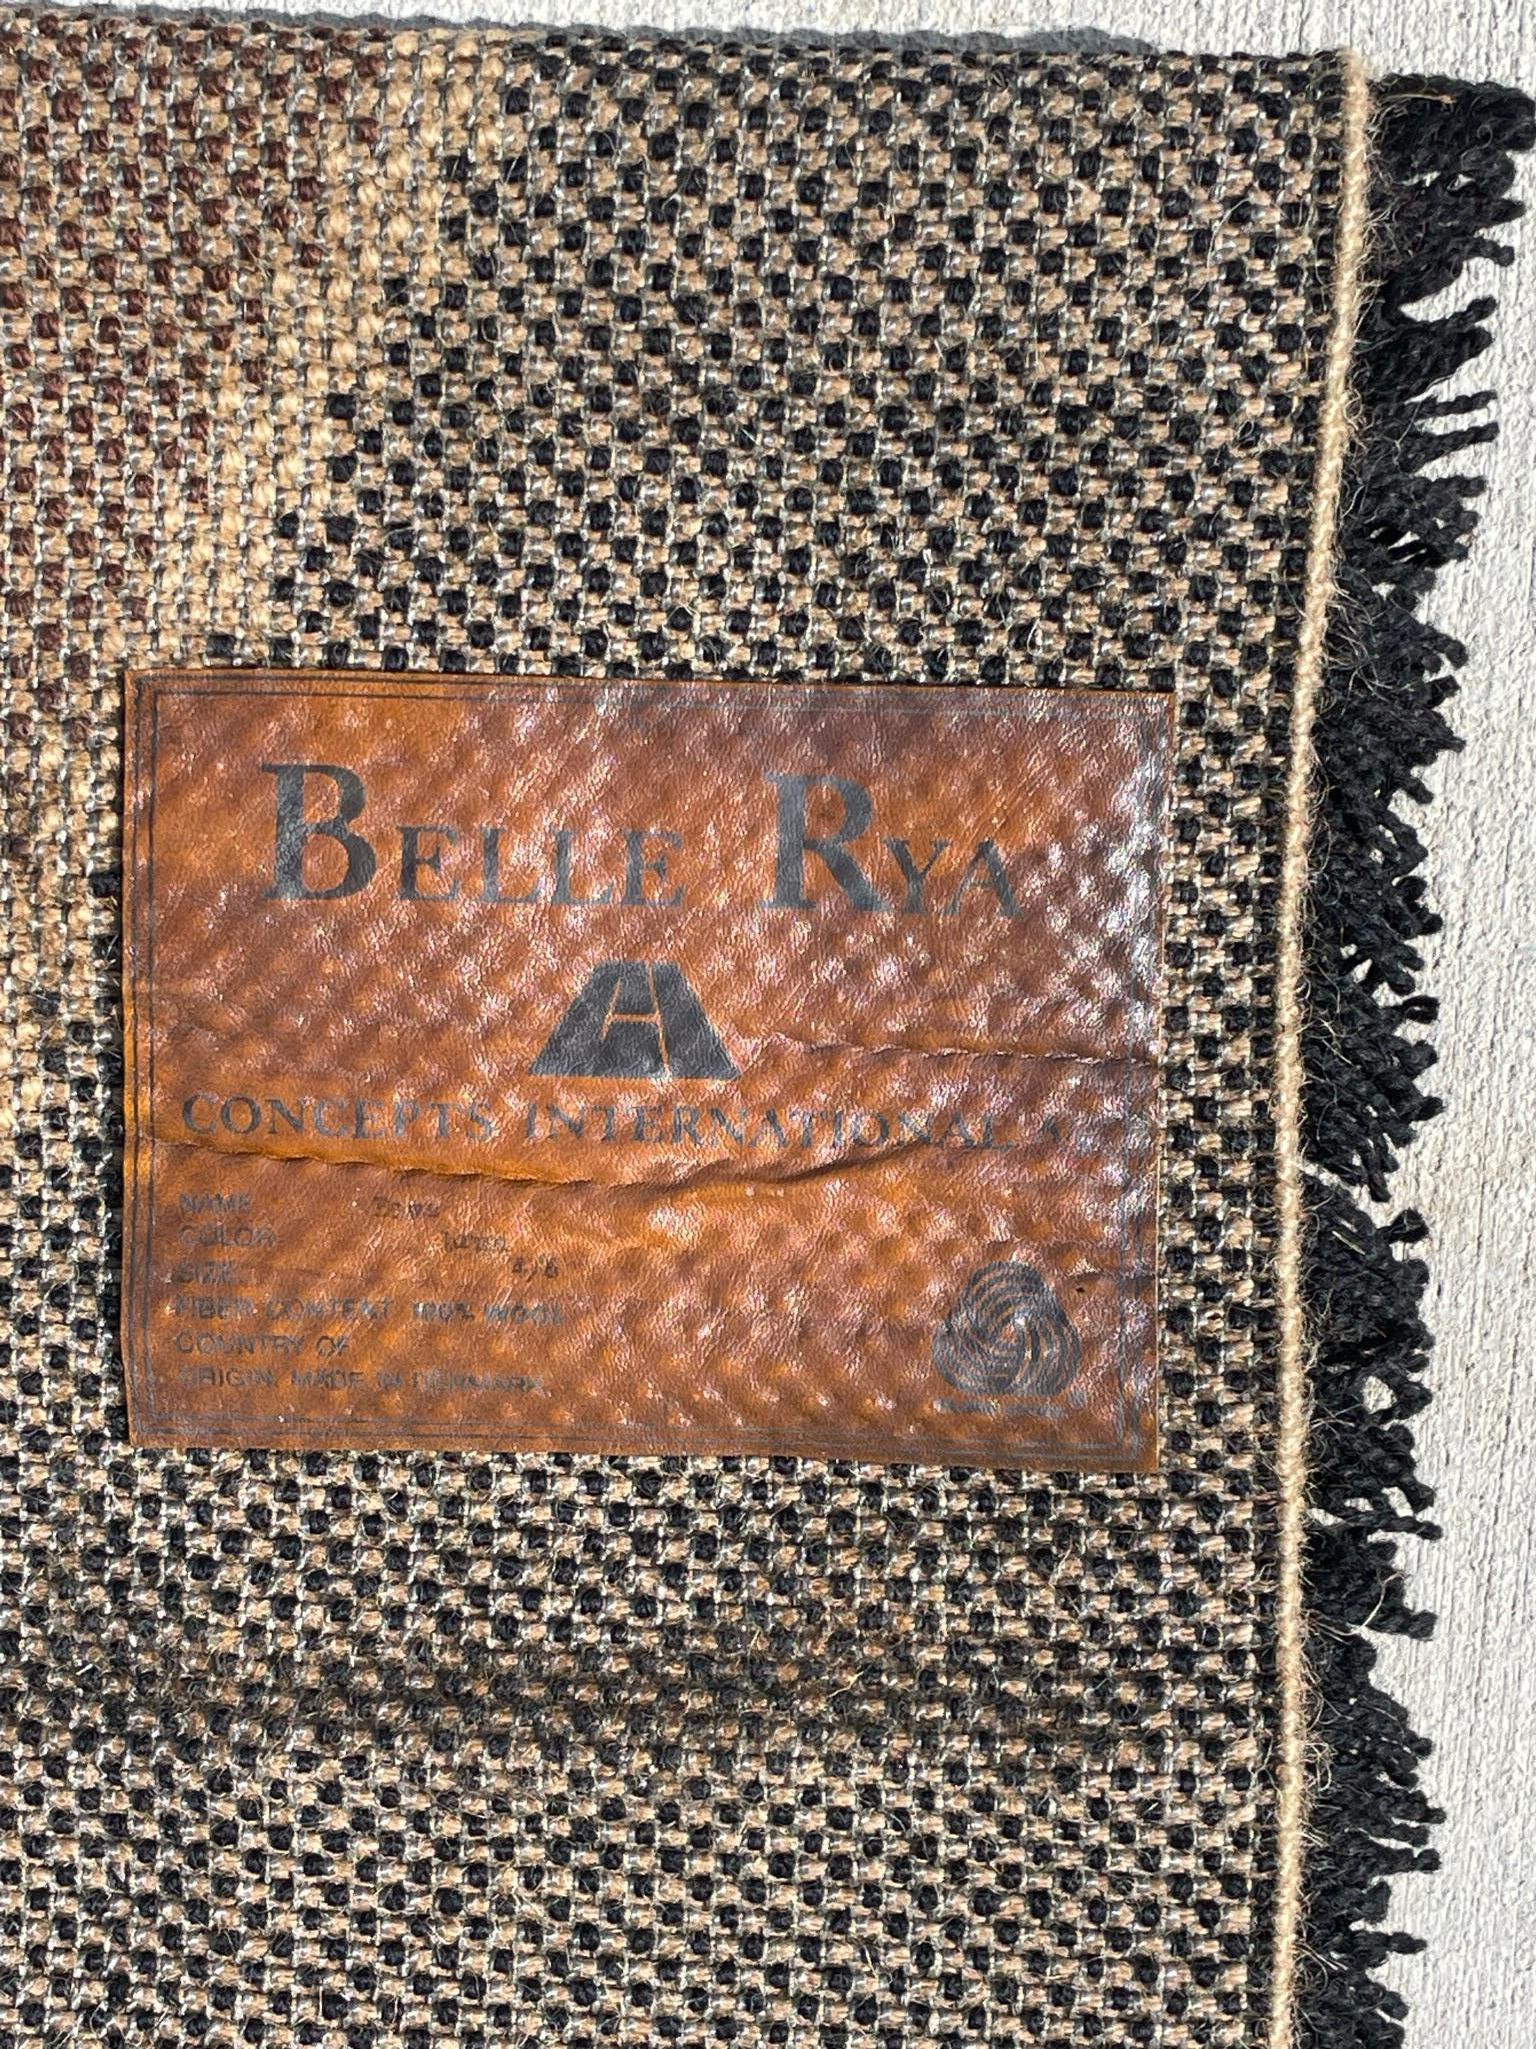 BELLE RYA
CONCEPTS INTERNATIONAL
NAME
COLOR
SIZE
FIBER CONTENT 100% WOOL
COUNTRY OF
ORIGIN. MADE IN DENMARK